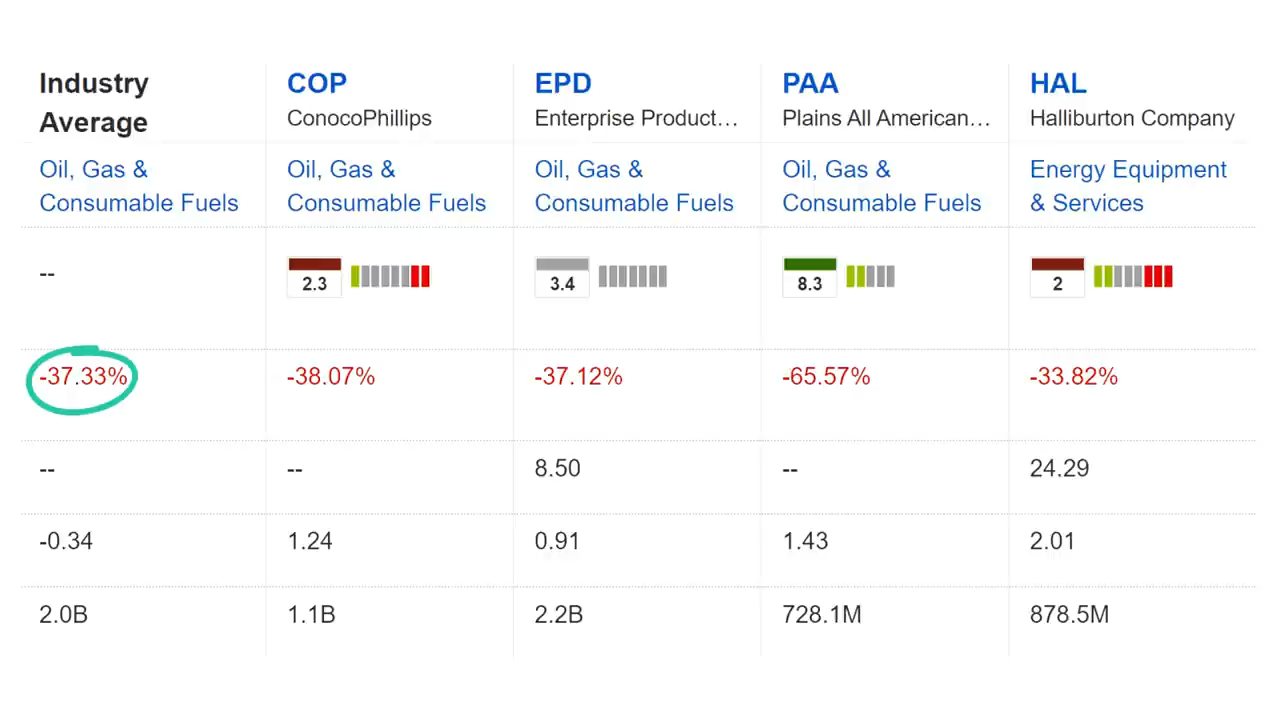 Industry
Average
COP
ConocoPhillips
EPD
Enterprise Product…
PAA
Plains All American…
HAL
Halliburton Company
Oil, Gas &
Consumable Fuels
Oil, Gas &
Consumable Fuels
Oil, Gas &
Consumable Fuels
Oil, Gas &
Consumable Fuels
Energy Equipment
& Services
--
2.3
3.4
8.3
2
-37.33%
-38.07%
-37.12%
-65.57%
-33.82%
--
--
8.50
--
24.29
-0.34
1.24
0.91
1.43
2.01
2.0B
1.1B
2.2B
728.1M
878.5M